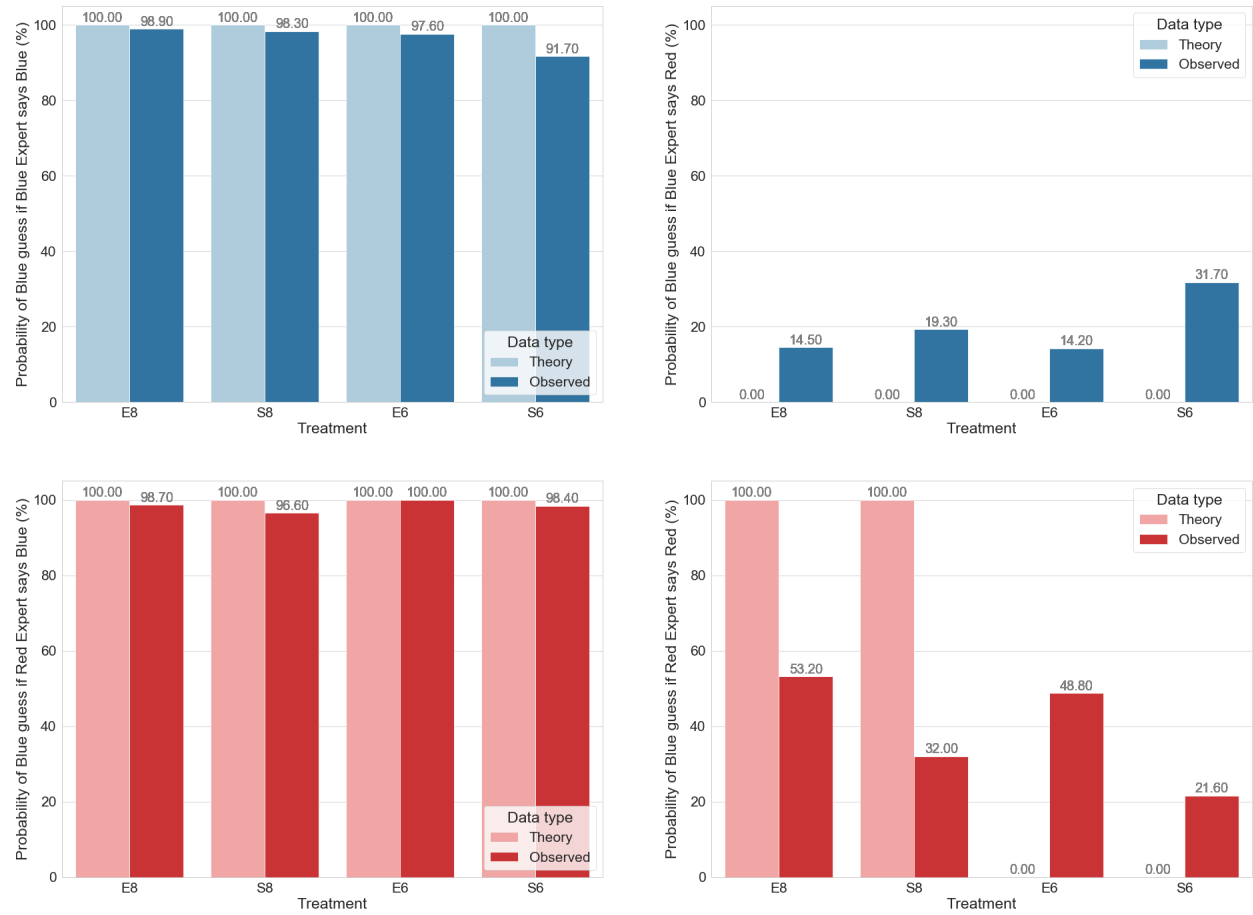 Probability of Blue guess if Blue Expert says Blue (%)
100
80
60
40
20
0
100.00 98.90 100.00 98.30 100.00 97.60 100.00 91.70
Data type
Theory
Observed
E8 S8 E6 S6
Treatment
Probability of Blue guess if Blue Expert says Red (%)
100
80
60
40
20
0
Data type
Theory
Observed
0.00 14.50 0.00 19.30 0.00 14.20 0.00 31.70
E8 S8 E6 S6
Treatment
Probability of Blue guess if Red Expert says Blue (%)
100
80
60
40
20
0
100.00 98.70 100.00 96.60 100.00 100.00 100.00 98.40
Data type
Theory
Observed
E8 S8 E6 S6
Treatment
Probability of Blue guess if Red Expert says Red (%)
100
80
60
40
20
0
Data type
Theory
Observed
100.00 53.20 100.00 32.00 0.00 48.80 0.00 21.60
E8 S8 E6 S6
Treatment